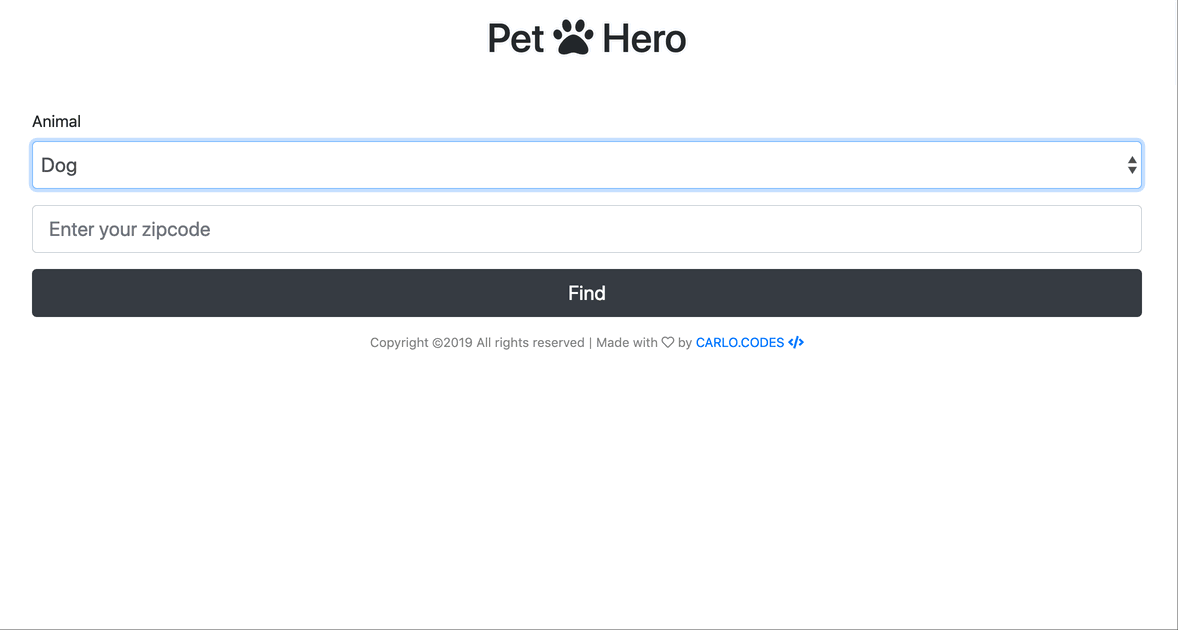 Pet Hero
Animal
Dog
Enter your zipcode
Find
Copyright ©2019 All rights reserved | Made with ♡ by CARLO.CODES </>